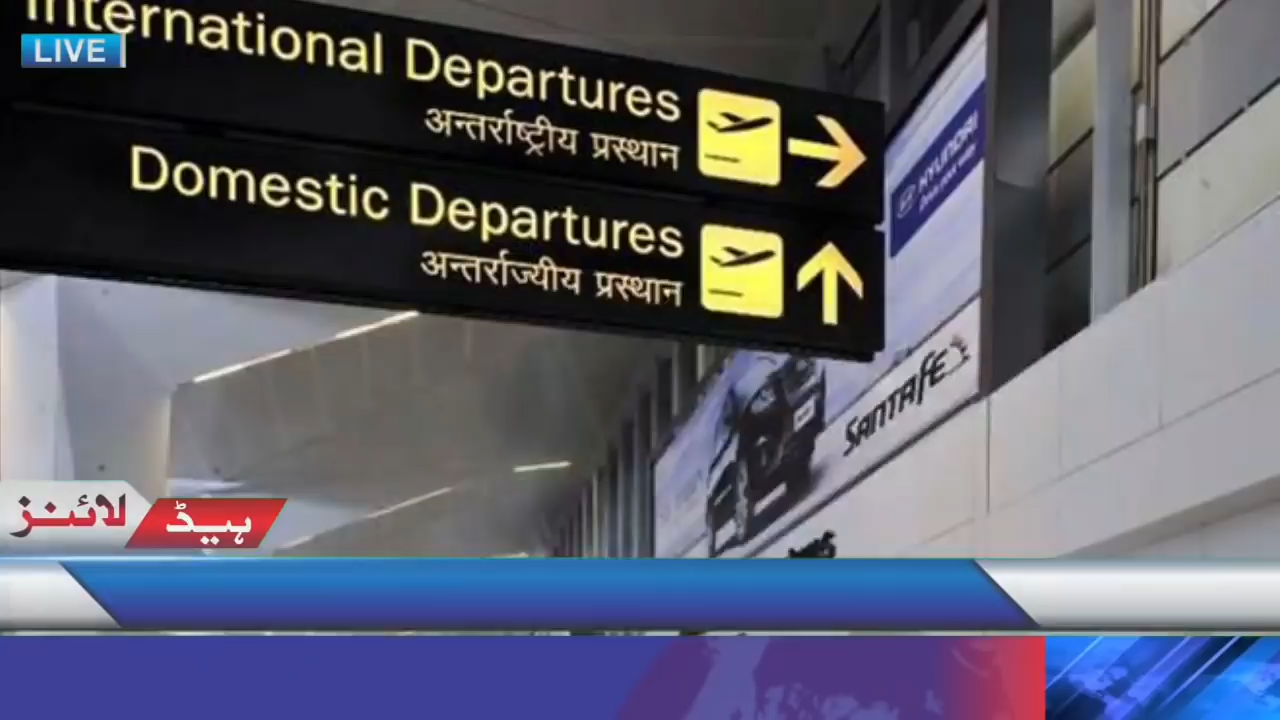 International Departures
LIVE
अन्तर्राष्ट्रीय प्रस्थान
Domestic Departures
अन्तर्राज्यीय प्रस्थान
HYUNDAI
SANTA FE
ہیڈ لائنز